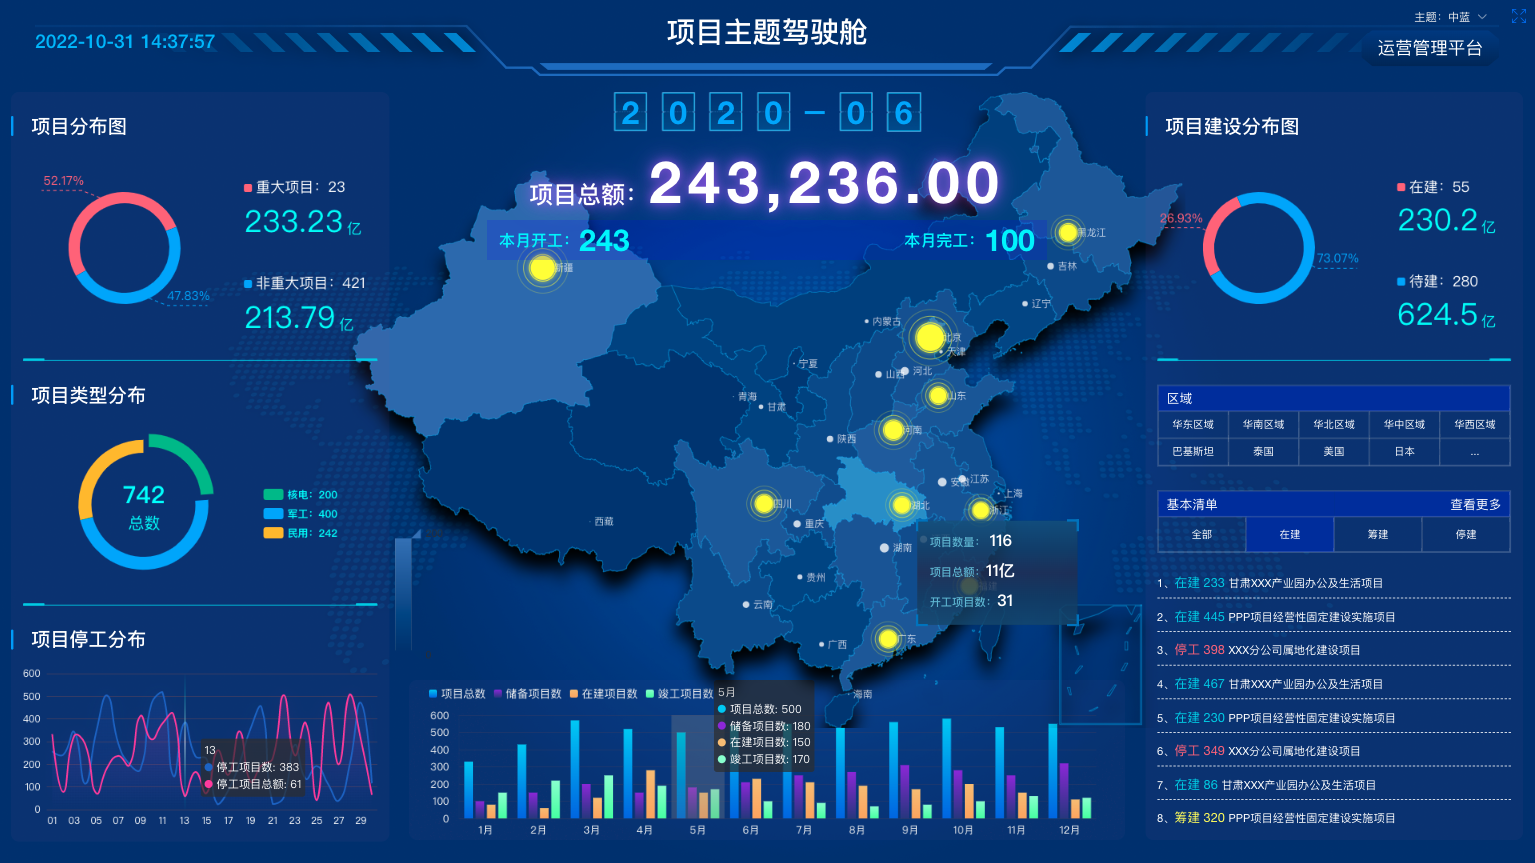 项目主题驾驶舱
主题：中蓝
2022-10-31 14:37:57
运营管理平台
2020-06
项目总额：243,236.00
本月开工：243
本月完工：100
项目分布图
52.17%
47.83%
重大项目：23
233.23亿
非重大项目：421
213.79亿
项目类型分布
742
总数
核电：200
军工：400
民用：242
项目停工分布
600
500
400
300
200
100
0
01 03 05 07 09 11 13 15 17 19 21 23 25 27 29
13
停工项目数: 383
停工项目总额: 61
新疆
黑龙江
吉林
辽宁
内蒙古
北京
天津
宁夏
山西
河北
青海
甘肃
山东
陕西
河南
安徽
江苏
上海
四川
湖北
浙江
西藏
重庆
湖南
贵州
云南
广西
广东
海南
项目数量：116
项目总额：11亿
开工项目数：31
项目总数 储备项目数 在建项目数 竣工项目数
600
500
400
300
200
100
0
5月
项目总数: 500
储备项目数: 180
在建项目数: 150
竣工项目数: 170
1月 2月 3月 4月 5月 6月 7月 8月 9月 10月 11月 12月
项目建设分布图
26.93%
73.07%
在建：55
230.2亿
待建：280
624.5亿
区域
华东区域 华南区域 华北区域 华中区域 华西区域
巴基斯坦 泰国 美国 日本 ...
基本清单 查看更多
全部 在建 筹建 停建
1、在建 233 甘肃XXX产业园办公及生活项目
2、在建 445 PPP项目经营性固定建设实施项目
3、停工 398 XXX分公司属地化建设项目
4、在建 467 甘肃XXX产业园办公及生活项目
5、在建 230 PPP项目经营性固定建设实施项目
6、停工 349 XXX分公司属地化建设项目
7、在建 86 甘肃XXX产业园办公及生活项目
8、筹建 320 PPP项目经营性固定建设实施项目